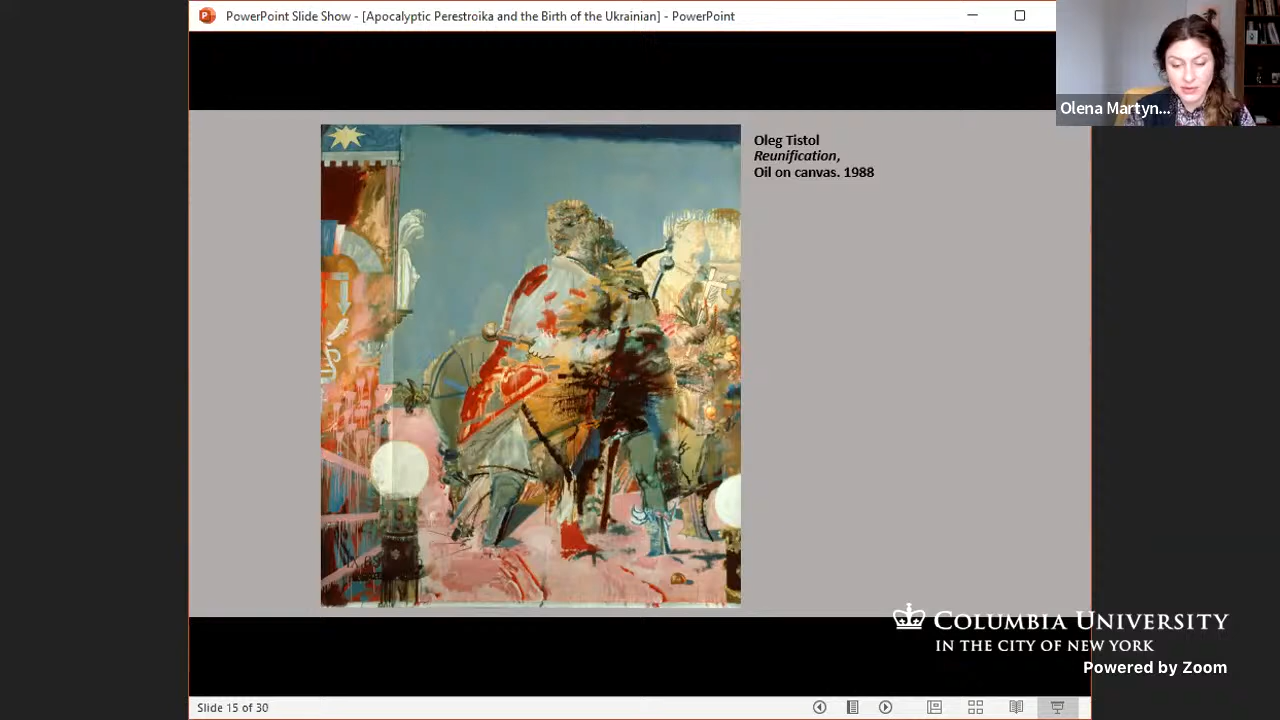 PowerPoint Slide Show - [Apocalyptic Perestroika and the Birth of the Ukrainian] - PowerPoint
Olena Martyn...
Oleg Tistol
Reunification,
Oil on canvas. 1988
COLUMBIA UNIVERSITY
IN THE CITY OF NEW YORK
Powered by Zoom
Slide 15 of 30